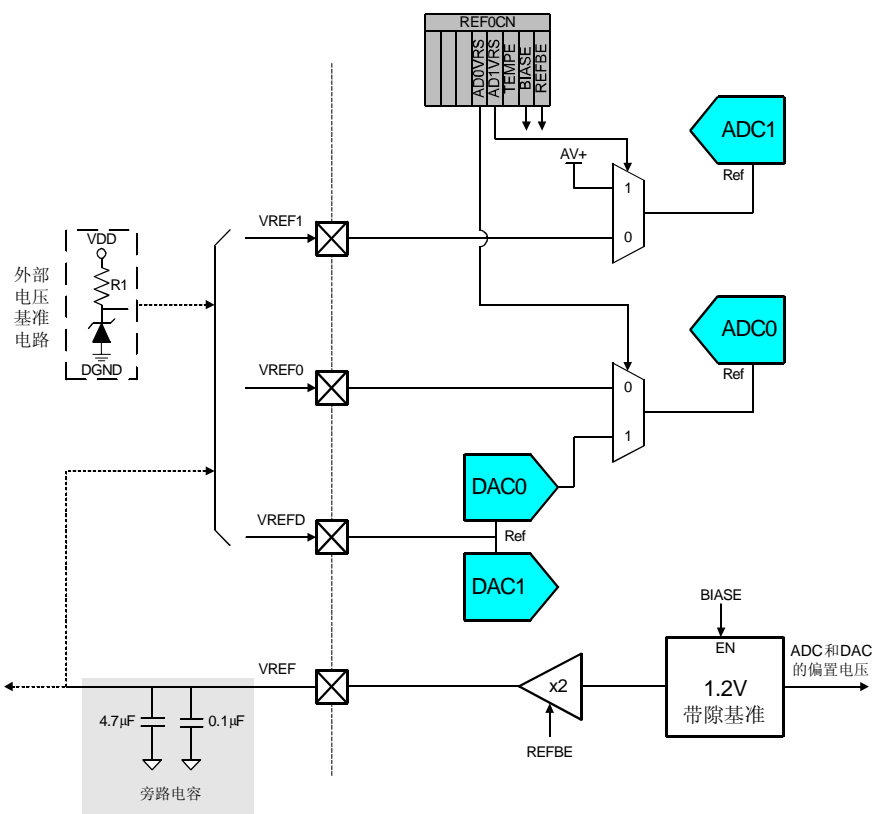 REF0CN
AD0VRS
AD1VRS
TEMPE
BIASE
REFBE
ADC1
Ref
AV+
1
0
VREF1
VDD
R1
DGND
外部
电压
基准
电路
ADC0
Ref
VREF0
0
1
DAC0
VREFD
Ref
DAC1
BIASE
EN
1.2V
带隙基准
ADC和DAC
的偏置电压
VREF
x2
REFBE
4.7μF
0.1μF
旁路电容